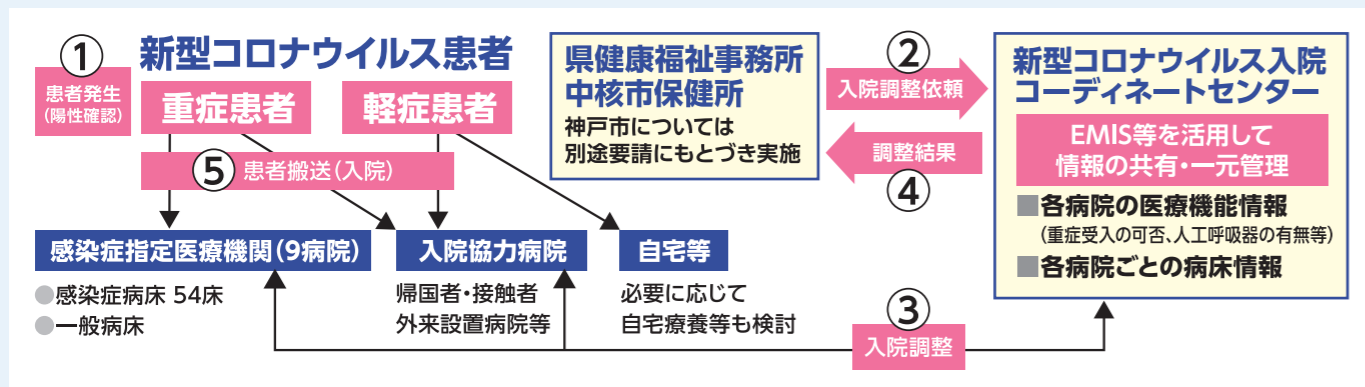 ①
患者発生
(陽性確認)
新型コロナウイルス患者
重症患者
軽症患者
⑤ 患者搬送(入院)
感染症指定医療機関(9病院)
●感染症病床 54床
●一般病床
入院協力病院
帰国者・接触者
外来設置病院等
自宅等
必要に応じて
自宅療養等も検討
県健康福祉事務所
中核市保健所
神戸市については
別途要請にもとづき実施
②
入院調整依頼
調整結果
④
③
入院調整
新型コロナウイルス入院
コーディネートセンター
EMIS等を活用して
情報の共有・一元管理
■各病院の医療機能情報
(重症受入の可否、人工呼吸器の有無等)
■各病院ごとの病床情報